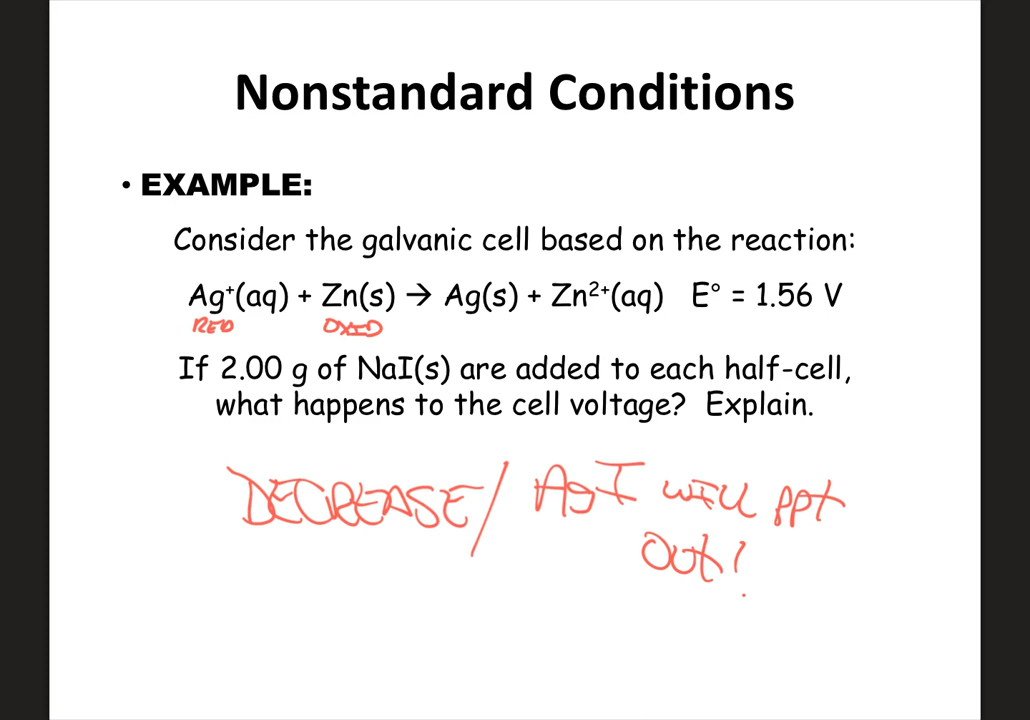 Nonstandard Conditions
• EXAMPLE:
Consider the galvanic cell based on the reaction:
Ag⁺(aq) + Zn(s) → Ag(s) + Zn²⁺(aq) E° = 1.56 V
RED OXID
If 2.00 g of NaI(s) are added to each half-cell,
what happens to the cell voltage? Explain.
DECREASE / AgI WILL ppt
OUT!